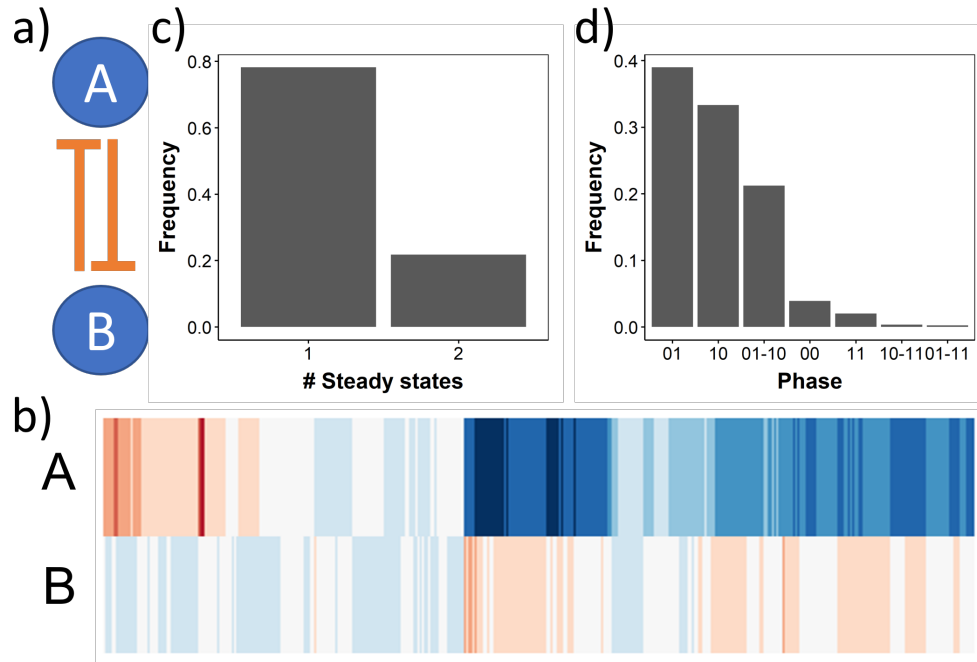 a)
A
B
c)
Frequency
0.8
0.6
0.4
0.2
0.0
1 2
# Steady states
d)
Frequency
0.4
0.3
0.2
0.1
0.0
01 10 01-10 00 11 10-11 01-11
Phase
b)
A
B